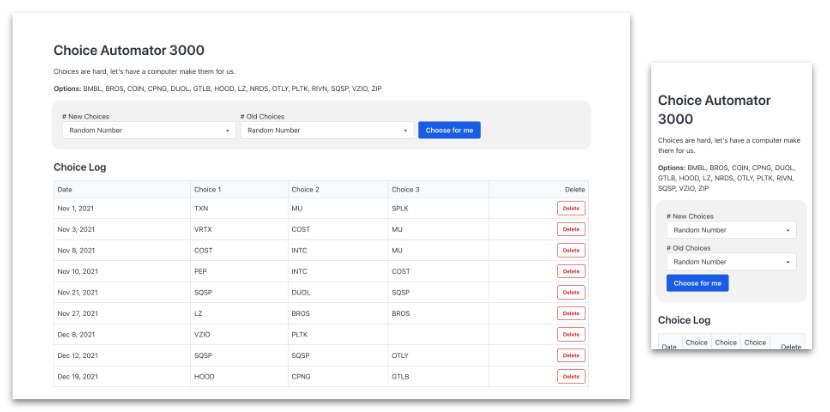 Choice Automator 3000
Choices are hard, let's have a computer make them for us.
Options: BMBL, BROS, COIN, CPNG, DUOL, GTLB, HOOD, LZ, NRDS, OTLY, PLTK, RIVN, SQSP, VZIO, ZIP
# New Choices # Old Choices
Random Number Random Number Choose for me
Choice Log
Date Choice 1 Choice 2 Choice 3 Delete
Nov 1, 2021 TXN MU SPLK Delete
Nov 3, 2021 VRTX COST MU Delete
Nov 8, 2021 COST INTC MU Delete
Nov 10, 2021 PEP INTC COST Delete
Nov 21, 2021 SQSP DUOL SQSP Delete
Nov 27, 2021 LZ BROS BROS Delete
Dec 8, 2021 VZIO PLTK Delete
Dec 12, 2021 SQSP SQSP OTLY Delete
Dec 19, 2021 HOOD CPNG GTLB Delete
Choice Automator
3000
Choices are hard, let's have a computer make
them for us.
Options: BMBL, BROS, COIN, CPNG, DUOL,
GTLB, HOOD, LZ, NRDS, OTLY, PLTK, RIVN,
SQSP, VZIO, ZIP
# New Choices
Random Number
# Old Choices
Random Number
Choose for me
Choice Log
Choice Choice Choice
Date Delete